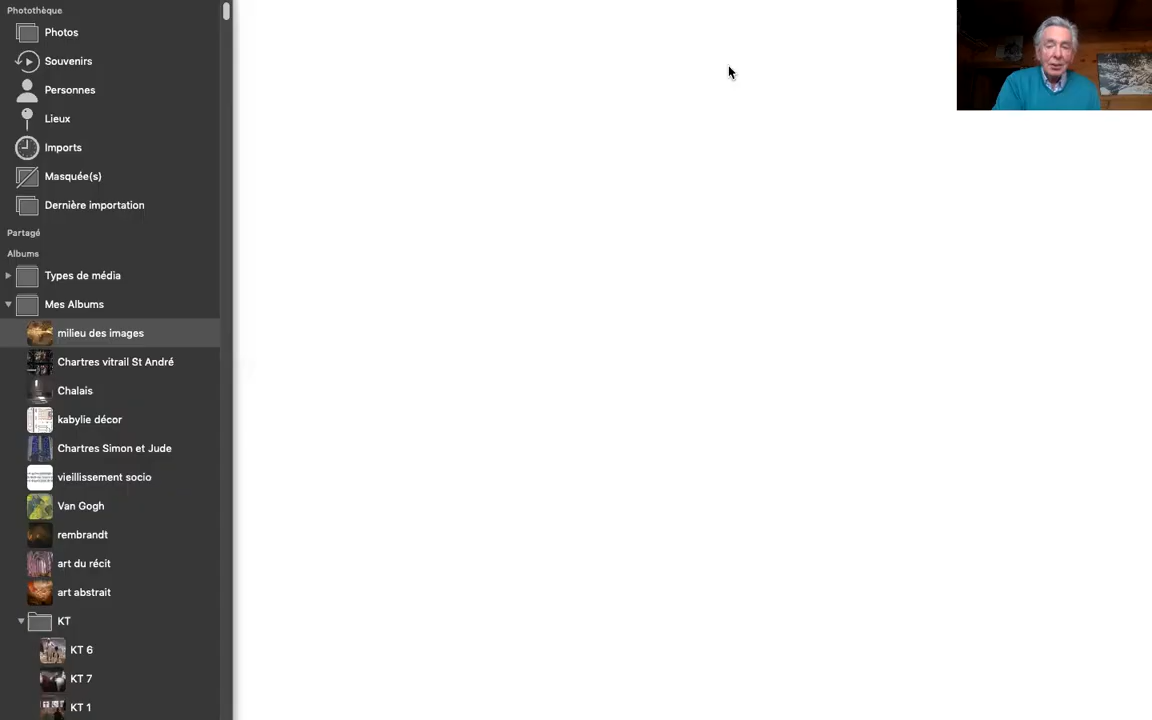 Photothèque
Photos
Souvenirs
Personnes
Lieux
Imports
Masquée(s)
Dernière importation
Partagé
Albums
Types de média
Mes Albums
milieu des images
Chartres vitrail St André
Chalais
kabylie décor
Chartres Simon et Jude
vieillissement socio
Van Gogh
rembrandt
art du récit
art abstrait
KT
KT 6
KT 7
KT 1